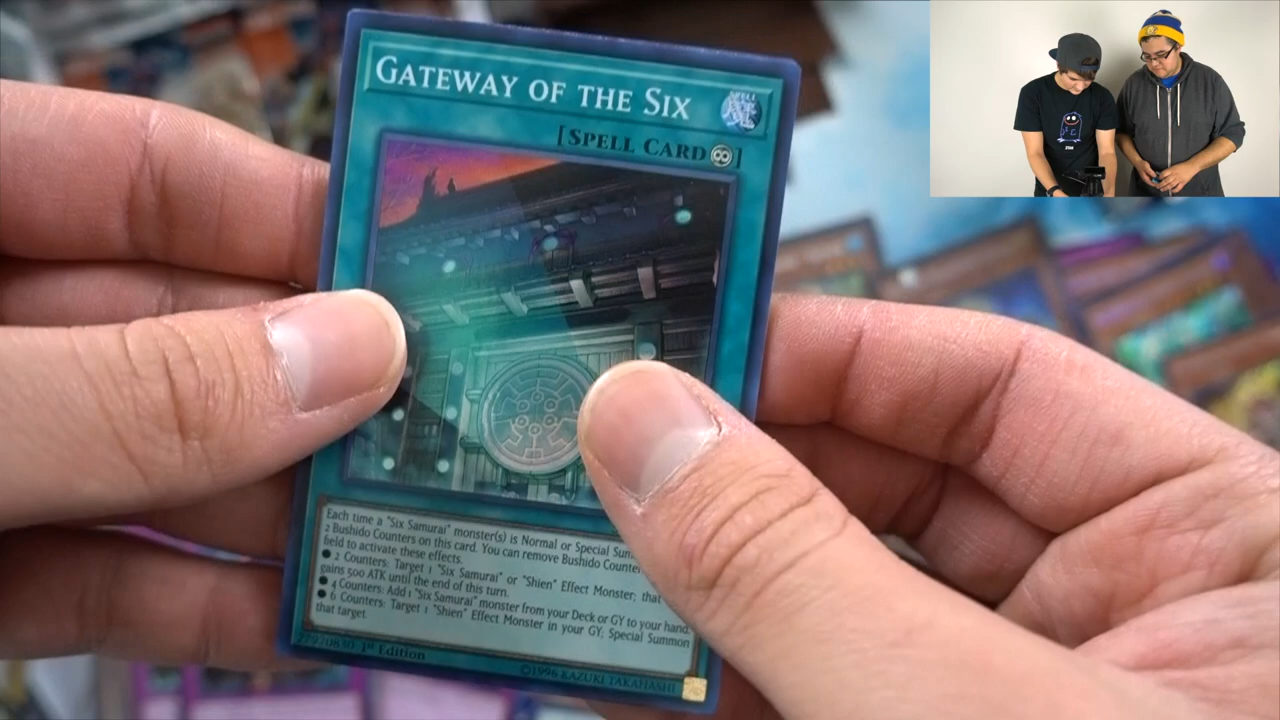 GATEWAY OF THE SIX
SPELL
[SPELL CARD ]
Each time a "Six Samurai" monster(s) is Normal or Special
2 Bushido Counters on this card. You can remove Bushido
field to activate these effects.
● 2 Counters: Target 1 "Six Samurai" or "Shien" Effect Monster; that
gains 500 ATK until the end of this turn.
● 4 Counters: Add 1 "Six Samurai" monster from your Deck or GY to your hand.
● 6 Counters: Target 1 "Shien" Effect Monster in your GY; Special Summon
that target.
1st Edition
©1996 KAZUKI TAKAHASHI